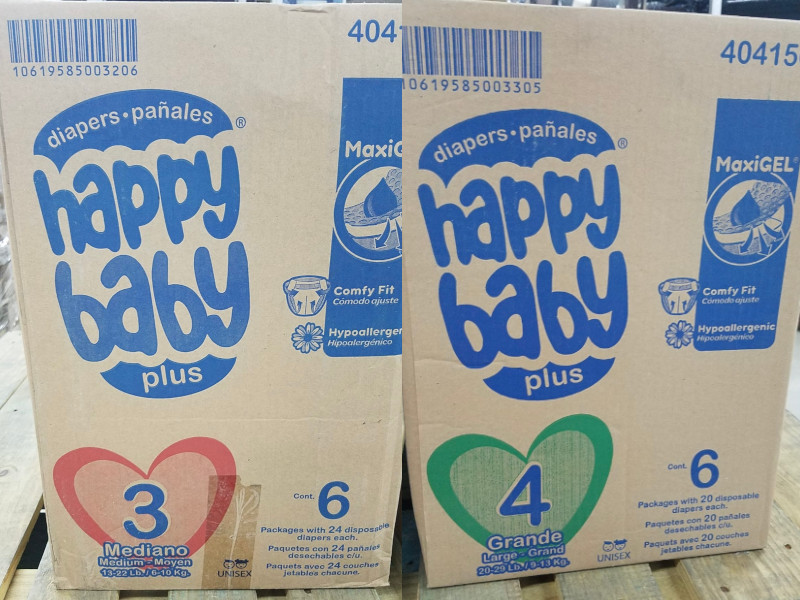 10619585003206
404
diapers • pañales
®
happy
baby
plus
MaxiG
Comfy Fit
Cómodo ajuste
Hypoallerger
Hipoalergénico
3
Mediano
Medium - Moyen
13-22 Lb. / 6-10 Kg.
UNISEX
Cont. 6
Packages with 24 disposable
diapers each.
Paquetes con 24 pañales
desechables c/u.
Paquets avec 24 couches
jetables chacune.
10619585003305
40415
diapers • pañales
®
happy
baby
plus
MaxiGEL
Comfy Fit
Cómodo ajuste
Hypoallergenic
Hipoalergénico
4
Grande
Large - Grand
20-29 Lb. / 9-13 Kg.
UNISEX
Cont. 6
Packages with 20 disposable
diapers each.
Paquetes con 20 pañales
desechables c/u.
Paquets avec 20 couches
jetables chacune.